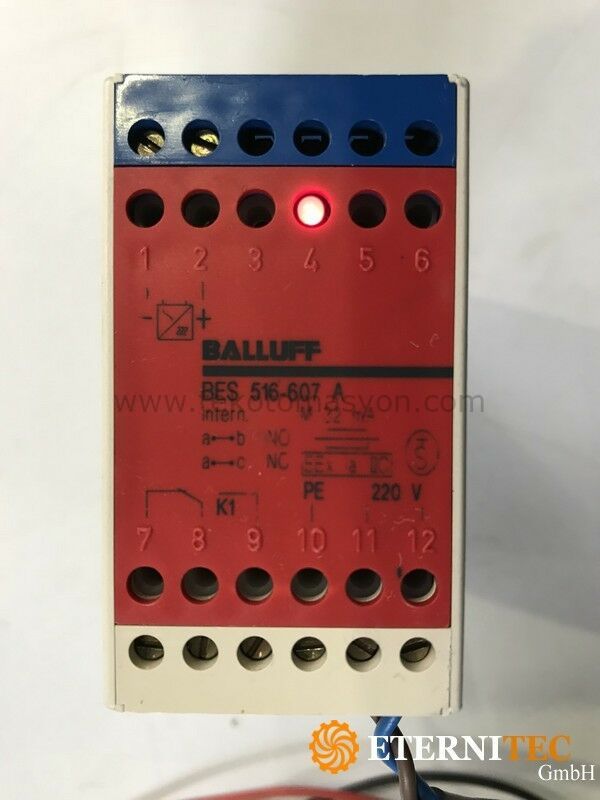 1 2 3 4 5 6
- +
BALLUFF
BES 516-607 A
www.tekotomasyon.com
Intern.
a b NO
a c NC
S
PE 220 V
K1
7 8 9 10 11 12
ETERNITEC
GmbH